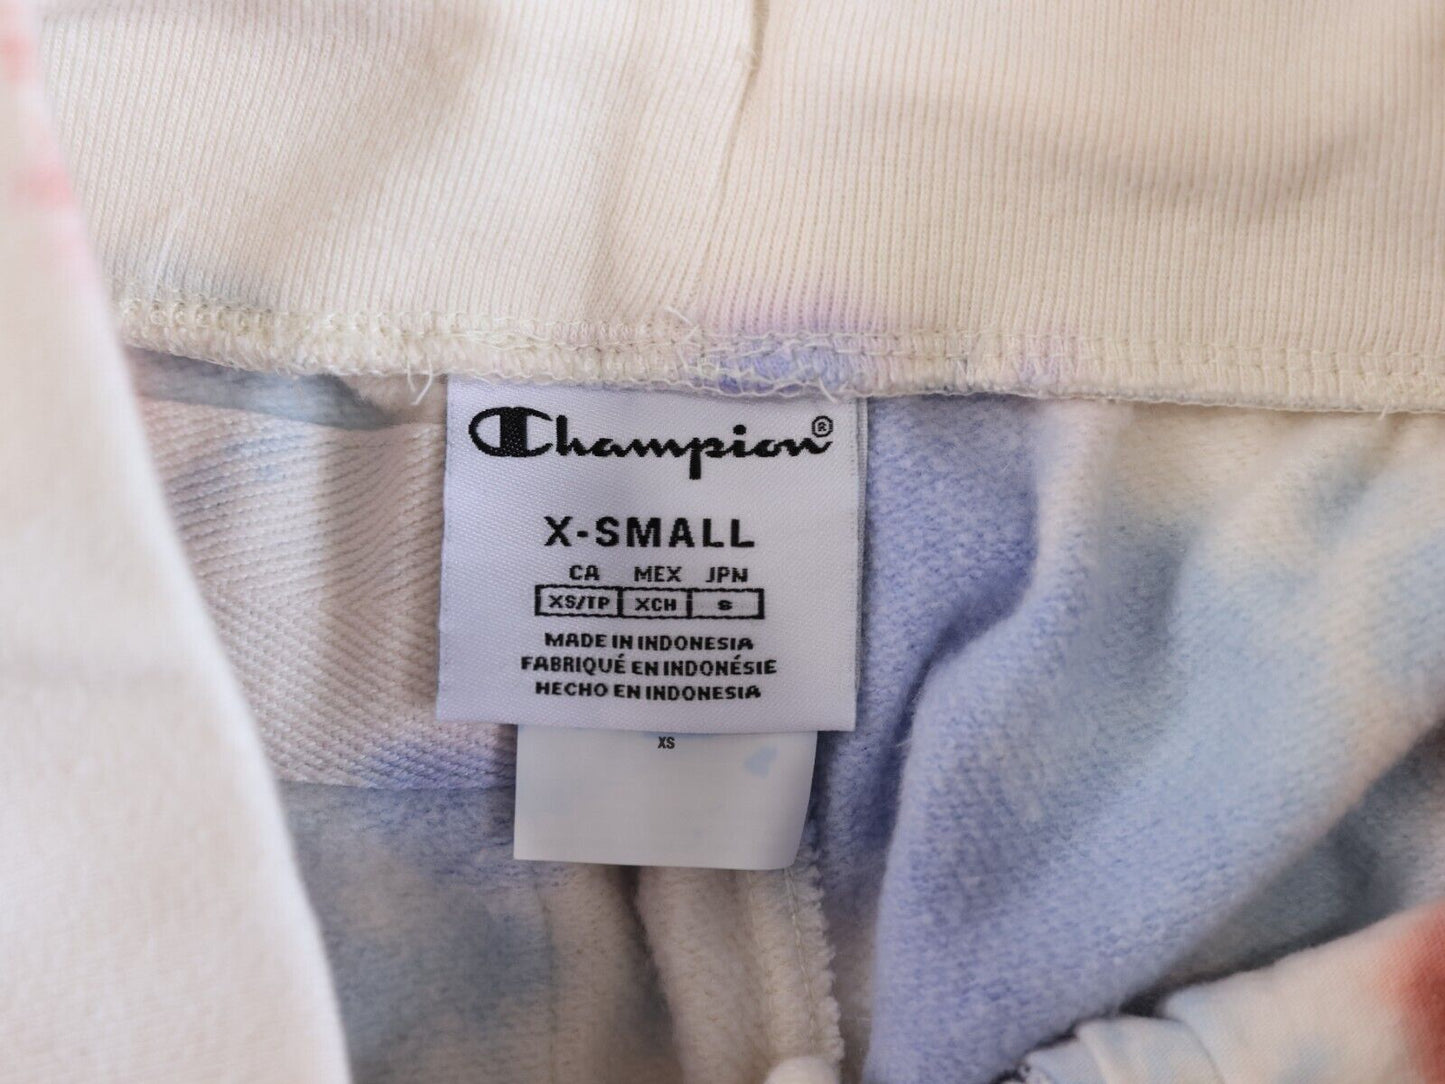 Champion®
X-SMALL
CA MEX JPN
XS/TP XCH S
MADE IN INDONESIA
FABRIQUÉ EN INDONÉSIE
HECHO EN INDONESIA
XS